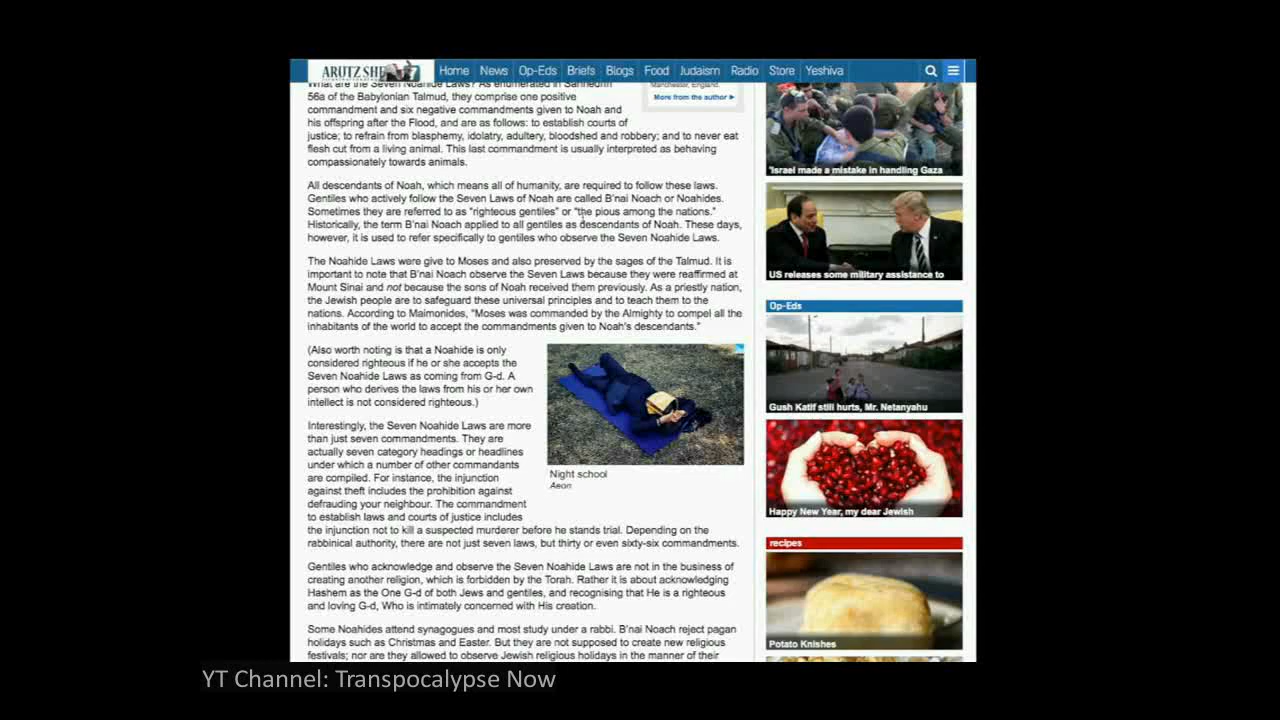 ARUTZ SHE 7
Home News Op-Eds Briefs Blogs Food Judaism Radio Store Yeshiva
What are the Seven Noahide Laws? As enumerated in Sanhedrin
56a of the Babylonian Talmud, they comprise one positive
commandment and six negative commandments given to Noah and
his offspring after the Flood, and are as follows: to establish courts of
justice; to refrain from blasphemy, idolatry, adultery, bloodshed and robbery; and to never eat
flesh cut from a living animal. This last commandment is usually interpreted as behaving
compassionately towards animals.
Manchester, England.
More from the author ►
All descendants of Noah, which means all of humanity, are required to follow these laws.
Gentiles who actively follow the Seven Laws of Noah are called B'nai Noach or Noahides.
Sometimes they are referred to as "righteous gentiles" or "the pious among the nations."
Historically, the term B'nai Noach applied to all gentiles as descendants of Noah. These days,
however, it is used to refer specifically to gentiles who observe the Seven Noahide Laws.
The Noahide Laws were give to Moses and also preserved by the sages of the Talmud. It is
important to note that B'nai Noach observe the Seven Laws because they were reaffirmed at
Mount Sinai and not because the sons of Noah received them previously. As a priestly nation,
the Jewish people are to safeguard these universal principles and to teach them to the
nations. According to Maimonides, "Moses was commanded by the Almighty to compel all the
inhabitants of the world to accept the commandments given to Noah's descendants."
(Also worth noting is that a Noahide is only
considered righteous if he or she accepts the
Seven Noahide Laws as coming from G-d. A
person who derives the laws from his or her own
intellect is not considered righteous.)
Interestingly, the Seven Noahide Laws are more
than just seven commandments. They are
actually seven category headings or headlines
under which a number of other commandants
are compiled. For instance, the injunction
against theft includes the prohibition against
defrauding your neighbour. The commandment
to establish laws and courts of justice includes
the injunction not to kill a suspected murderer before he stands trial. Depending on the
rabbinical authority, there are not just seven laws, but thirty or even sixty-six commandments.
Night school
Aeon
Gentiles who acknowledge and observe the Seven Noahide Laws are not in the business of
creating another religion, which is forbidden by the Torah. Rather it is about acknowledging
Hashem as the One G-d of both Jews and gentiles, and recognising that He is a righteous
and loving G-d, Who is intimately concerned with His creation.
Some Noahides attend synagogues and most study under a rabbi. B'nai Noach reject pagan
holidays such as Christmas and Easter. But they are not supposed to create new religious
festivals; nor are they allowed to observe Jewish religious holidays in the manner of their
'Israel made a mistake in handling Gaza
US releases some military assistance to
Op-Eds
Gush Katif still hurts, Mr. Netanyahu
Happy New Year, my dear Jewish
recipes
Potato Knishes
YT Channel: Transpocalypse Now